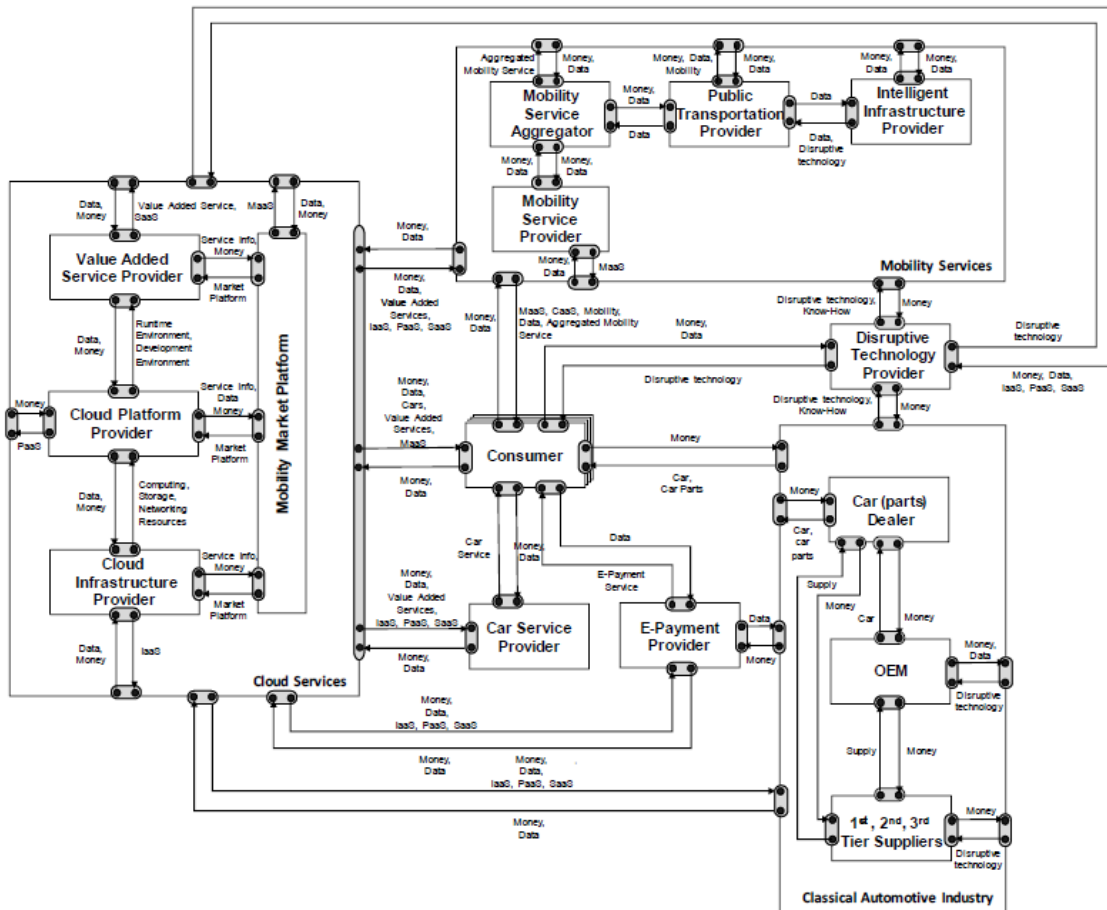 Aggregated
Mobility Service
Money,
Data
Money, Data,
Mobility
Money,
Data
Money,
Data
Money,
Data
Mobility
Service
Aggregator
Money,
Data
Data
Public
Transportation
Provider
Data
Data,
Disruptive
technology
Intelligent
Infrastructure
Provider
Money,
Data
Money,
Data
Mobility
Service
Provider
Money,
Data
MaaS
Mobility Services
Data,
Money
Value Added Service,
SaaS
MaaS
Data,
Money
Value Added
Service Provider
Service Info,
Money
Market
Platform
Data,
Money
Runtime
Environment,
Development
Environment
Money
PaaS
Cloud Platform
Provider
Service Info,
Data
Money
Market
Platform
Data,
Money
Computing,
Storage,
Networking
Resources
Cloud
Infrastructure
Provider
Service Info,
Money
Market
Platform
Data,
Money
IaaS
Mobility Market Platform
Cloud Services
Money,
Data
Money,
Data,
Value Added
Services,
IaaS, PaaS, SaaS
Money,
Data
MaaS, CaaS, Mobility,
Data, Aggregated Mobility
Service
Money,
Data
Disruptive technology
Disruptive technology,
Know-How
Money
Disruptive
Technology
Provider
Disruptive
technology
Money, Data,
IaaS, PaaS, SaaS
Disruptive technology,
Know-How
Money
Money,
Data,
Cars,
Value Added
Services,
MaaS
Money,
Data
Consumer
Money
Car,
Car Parts
Car
Service
Money,
Data
Data
E-Payment
Service
Money,
Data,
Value Added
Services,
IaaS, PaaS, SaaS
Money,
Data
Car Service
Provider
E-Payment
Provider
Data
Money
Money
Car,
car
parts
Car (parts)
Dealer
Supply
Money
Car
Money
OEM
Money,
Data
Disruptive
technology
Supply
Money
1st, 2nd, 3rd
Tier Suppliers
Money
Disruptive
technology
Classical Automotive Industry
Money,
Data,
IaaS, PaaS, SaaS
Money,
Data
Money,
Data,
IaaS, PaaS, SaaS
Money,
Data